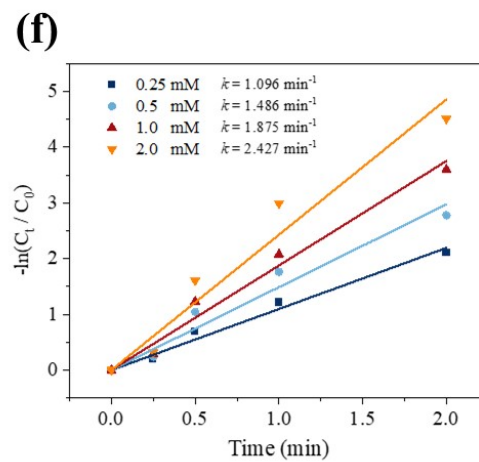 (f)
0.25 mM k = 1.096 min⁻¹
0.5 mM k = 1.486 min⁻¹
1.0 mM k = 1.875 min⁻¹
2.0 mM k = 2.427 min⁻¹
-ln(Cₜ / C₀)
5
4
3
2
1
0
0.0 0.5 1.0 1.5 2.0
Time (min)